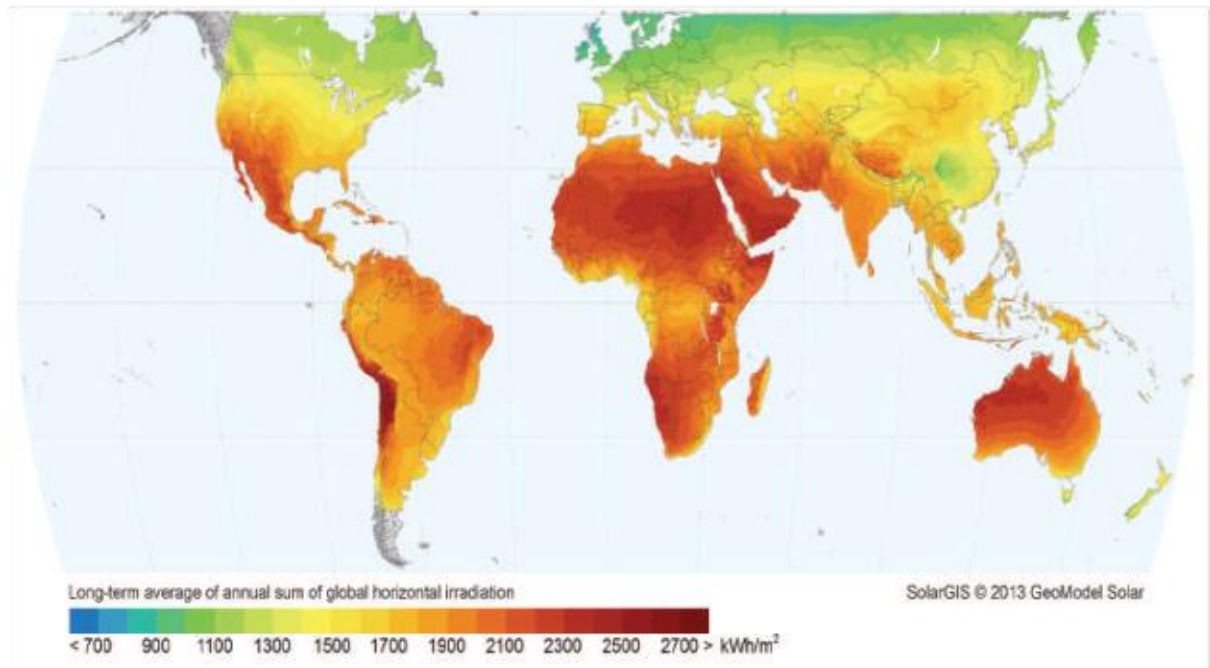 Long-term average of annual sum of global horizontal irradiation
SolarGIS © 2013 GeoModel Solar
< 700 900 1100 1300 1500 1700 1900 2100 2300 2500 2700 > kWh/m²